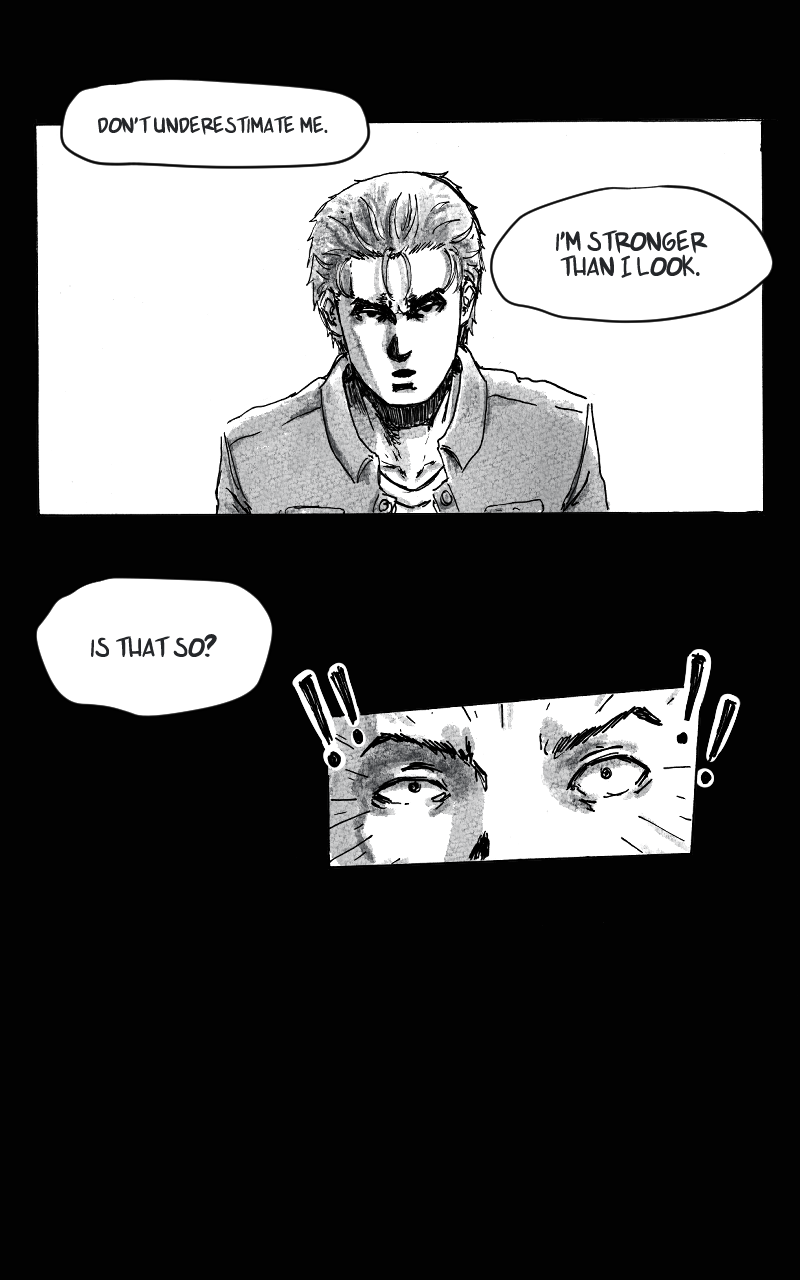 DON'T UNDERESTIMATE ME.
I'M STRONGER
THAN I LOOK.
IS THAT SO?
!!
!!